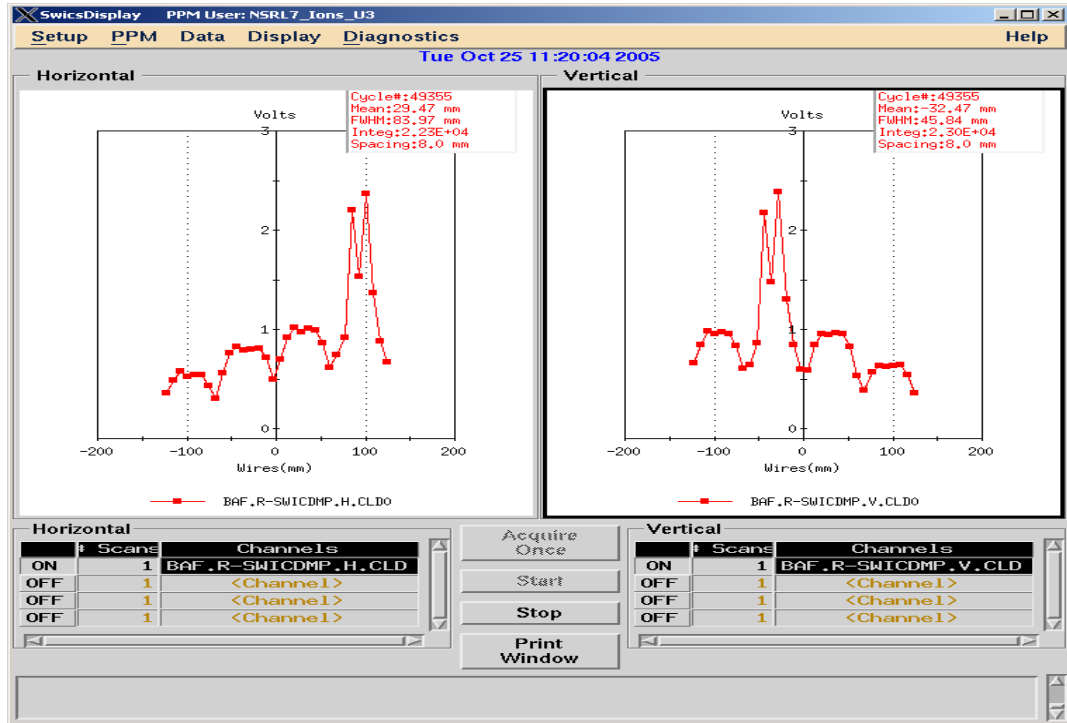 SwicsDisplay PPM User: NSRL7_Ions_U3
Setup PPM Data Display Diagnostics Help
Tue Oct 25 11:20:04 2005
Horizontal
Cycle#:49355
Mean:29.47 mm
FWHM:83.97 mm
Integ:2.23E+04
Spacing:8.0 mm
Volts
3
2
1
0
-200 -100 0 100 200
Wires(mm)
BAF.R-SWICDMP.H.CLD0
Vertical
Cycle#:49355
Mean:-32.47 mm
FWHM:45.84 mm
Integ:2.30E+04
Spacing:8.0 mm
Volts
3
2
1
0
-200 -100 0 100 200
Wires(mm)
BAF.R-SWICDMP.V.CLD0
Horizontal
# Scans Channels
ON 1 BAF.R-SWICDMP.H.CLD
OFF 1 <Channel>
OFF 1 <Channel>
OFF 1 <Channel>
Acquire
Once
Start
Stop
Print
Window
Vertical
# Scans Channels
ON 1 BAF.R-SWICDMP.V.CLD
OFF 1 <Channel>
OFF 1 <Channel>
OFF 1 <Channel>